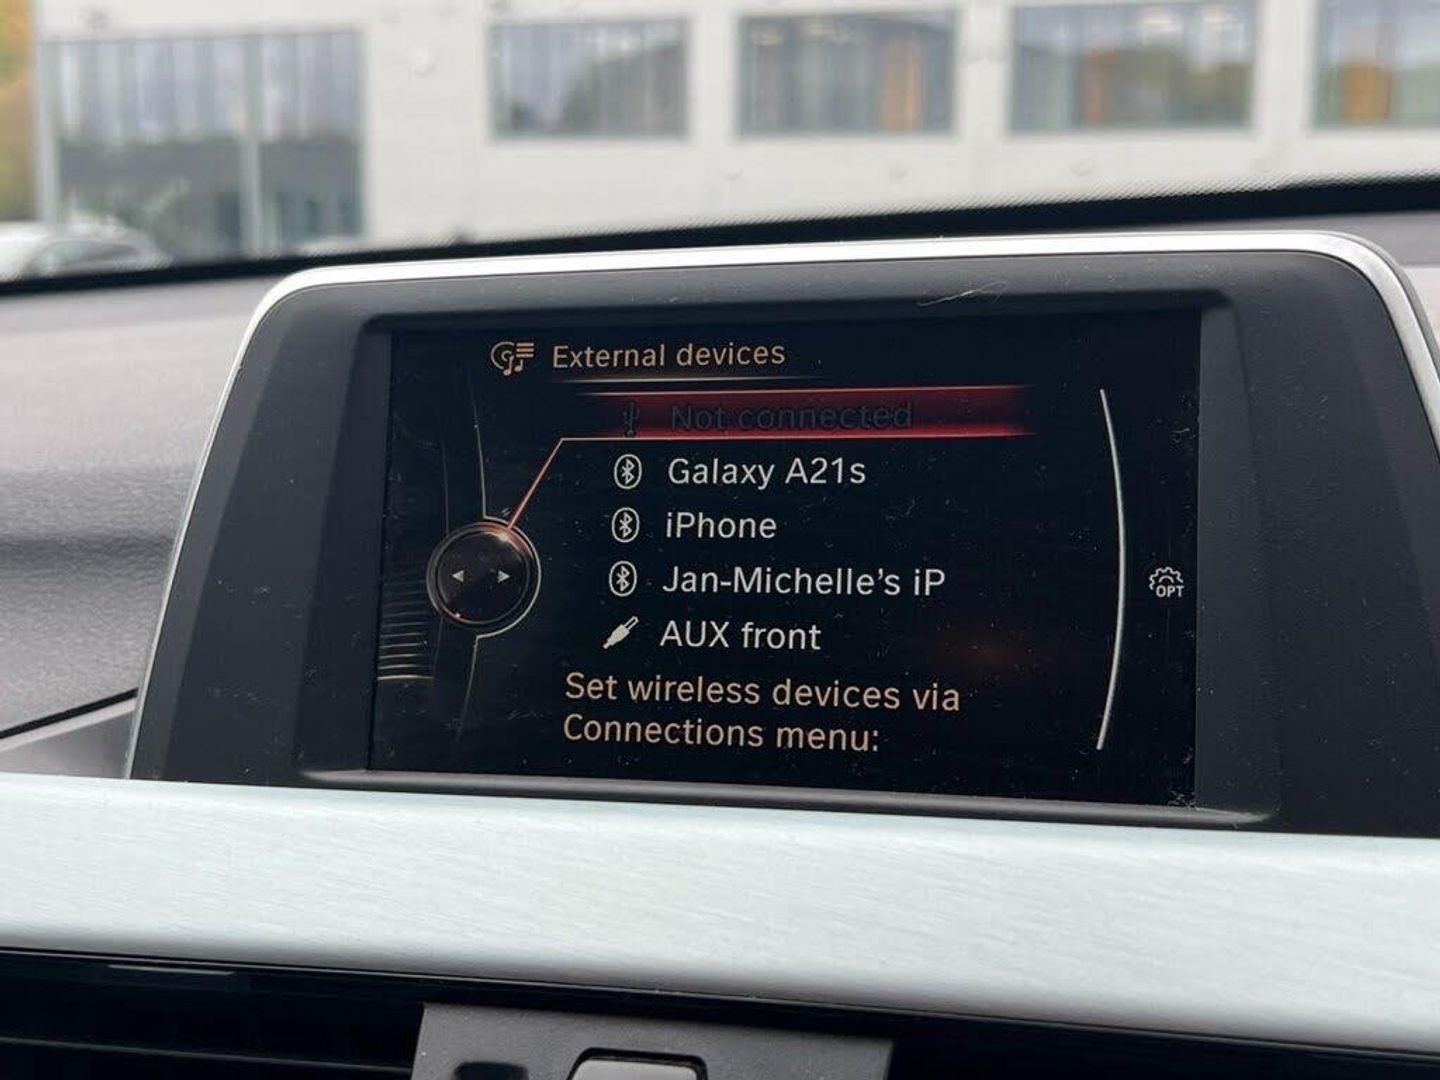 External devices
Not connected
Galaxy A21s
iPhone
Jan-Michelle's iP
AUX front
OPT
Set wireless devices via
Connections menu: